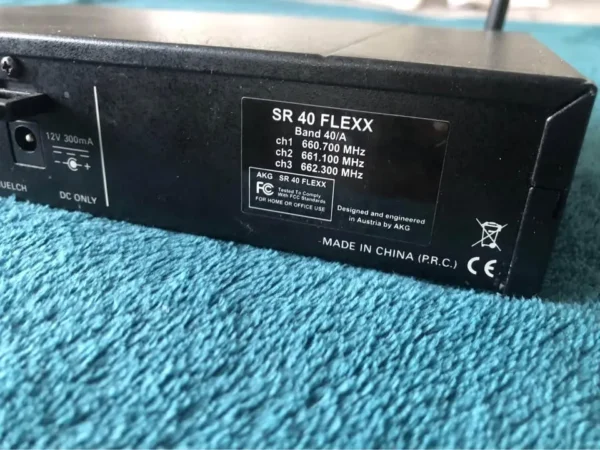 12V 300mA
UELCH
DC ONLY
SR 40 FLEXX
Band 40/A
ch1 660.700 MHz
ch2 661.100 MHz
ch3 662.300 MHz
AKG SR 40 FLEXX
FC Tested To Comply
With FCC Standards
FOR HOME OR OFFICE USE
Designed and engineered
in Austria by AKG
MADE IN CHINA (P.R.C.) CE